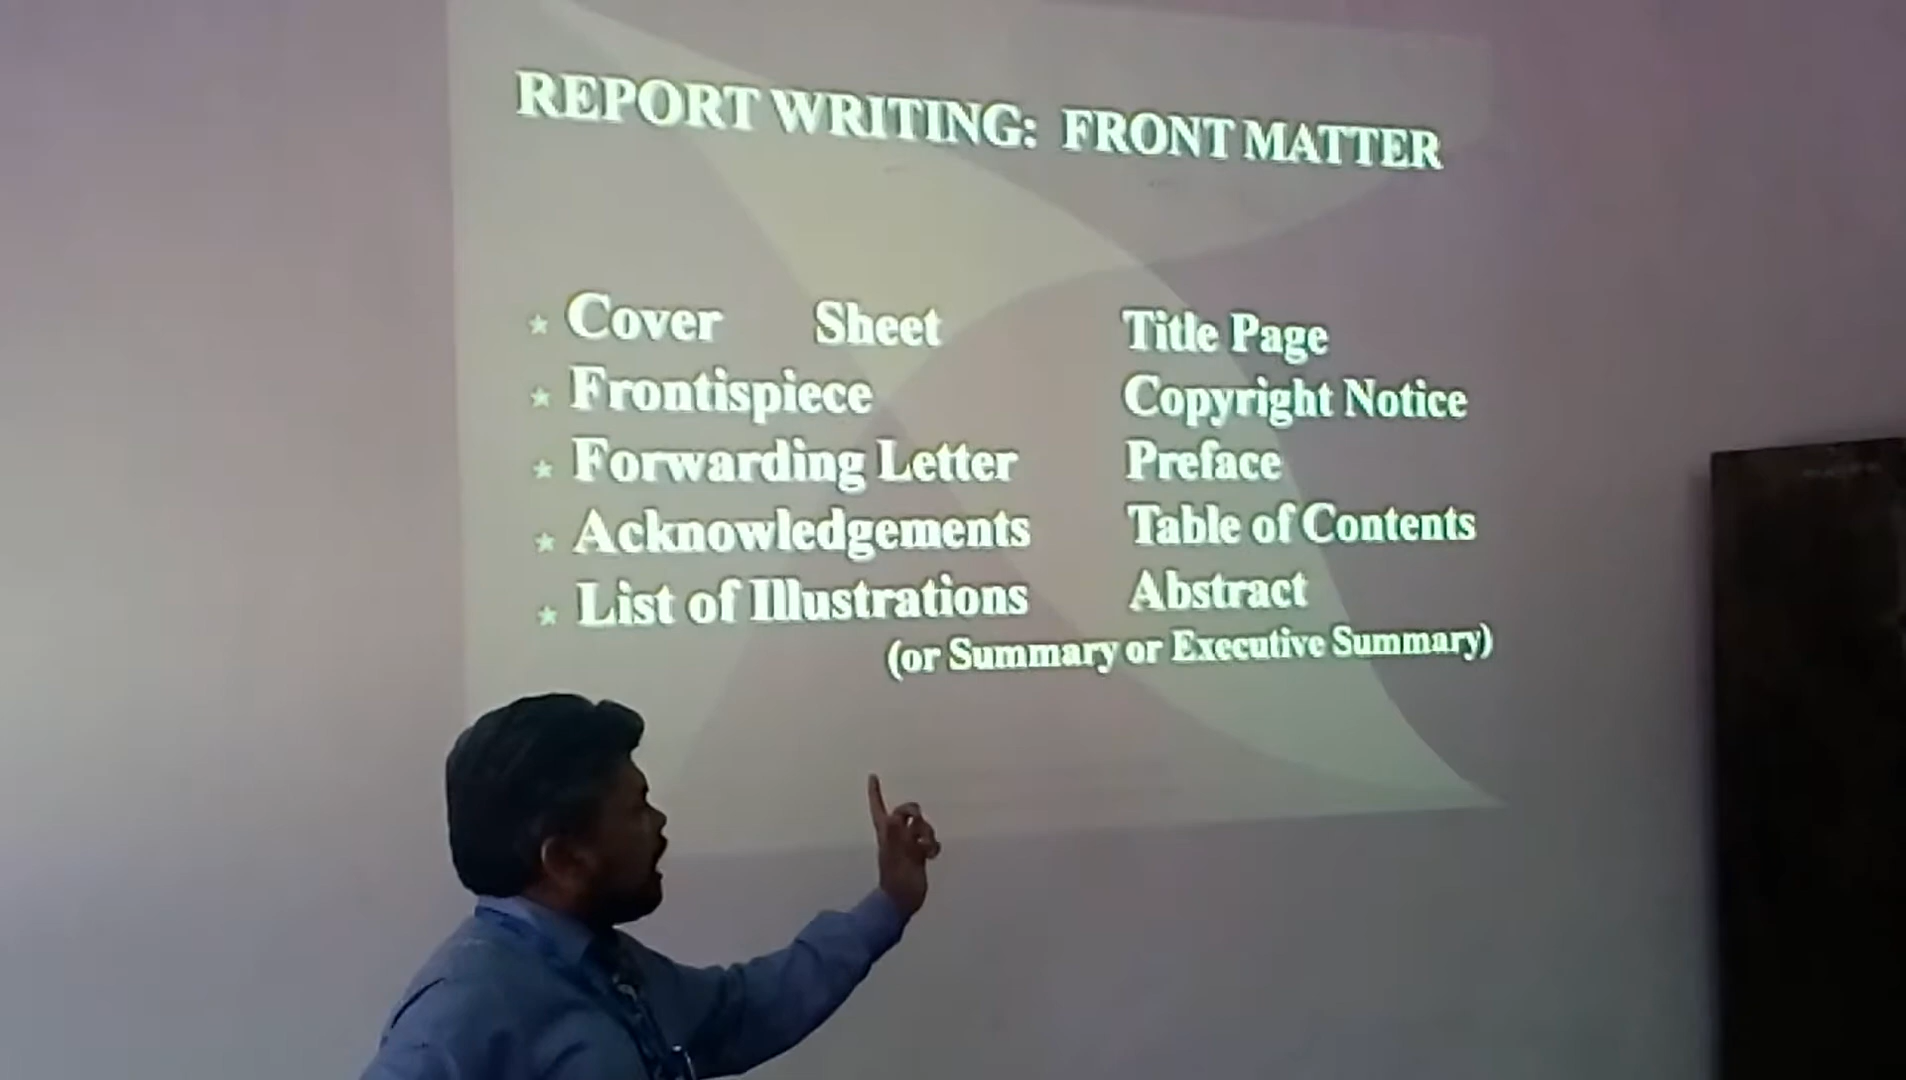 REPORT WRITING: FRONT MATTER
Cover Sheet Title Page
Frontispiece Copyright Notice
Forwarding Letter Preface
Acknowledgements Table of Contents
List of Illustrations Abstract
(or Summary or Executive Summary)